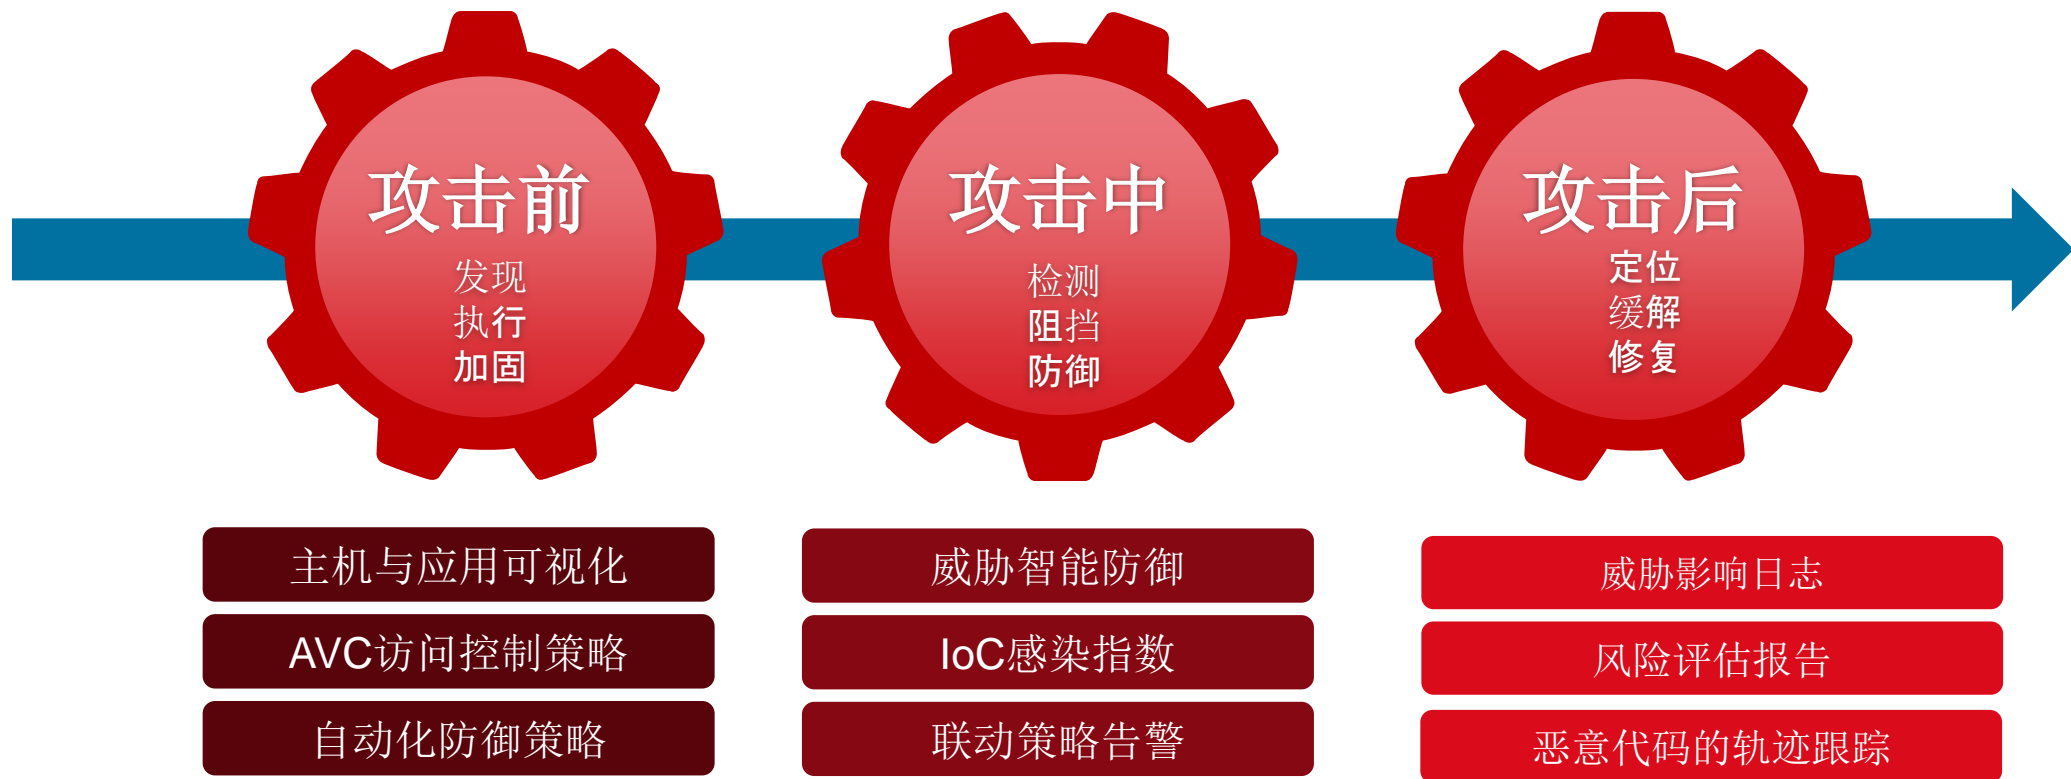 攻击前
发现
执行
加固
攻击中
检测
阻挡
防御
攻击后
定位
缓解
修复
主机与应用可视化
AVC访问控制策略
自动化防御策略
威胁智能防御
IoC感染指数
联动策略告警
威胁影响日志
风险评估报告
恶意代码的轨迹跟踪